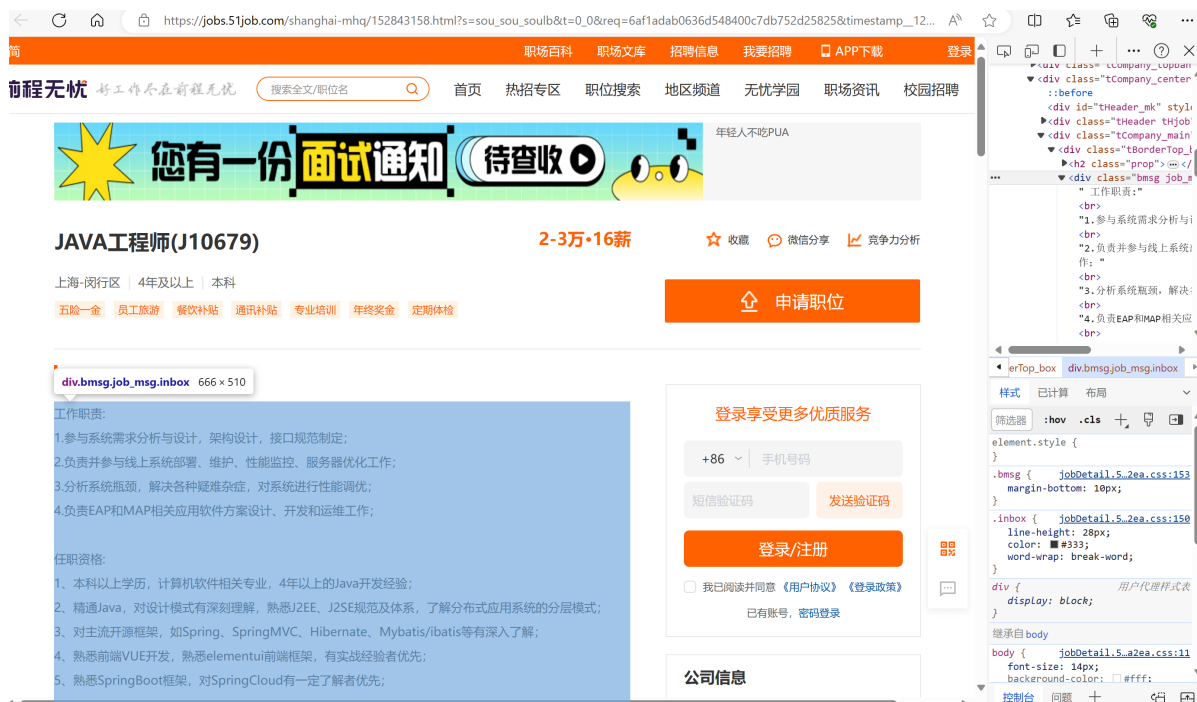 https://jobs.51job.com/shanghai-mhq/152843158.html?s=sou_sou_soulb&t=0_0&req=6af1adab0636d548400c7db752d25825&timestamp__12...
简
职场百科 职场文库 招聘信息 我要招聘 APP下载 登录
前程无忧 好工作尽在前程无忧
搜索全文/职位名
首页 热招专区 职位搜索 地区频道 无忧学园 职场资讯 校园招聘
您有一份面试通知 待查收
年轻人不吃PUA
JAVA工程师(J10679)
2-3万·16薪
收藏 微信分享 竞争力分析
上海-闵行区 4年及以上 本科
五险一金 员工旅游 餐饮补贴 通讯补贴 专业培训 年终奖金 定期体检
申请职位
div.bmsg.job_msg.inbox 666 × 510
工作职责:
1.参与系统需求分析与设计，架构设计，接口规范制定；
2.负责并参与线上系统部署、维护、性能监控、服务器优化工作；
3.分析系统瓶颈，解决各种疑难杂症，对系统进行性能调优；
4.负责EAP和MAP相关应用软件方案设计、开发和运维工作；
任职资格:
1、本科以上学历，计算机软件相关专业，4年以上的Java开发经验；
2、精通Java，对设计模式有深刻理解，熟悉J2EE、J2SE规范及体系，了解分布式应用系统的分层模式；
3、对主流开源框架，如Spring、SpringMVC、Hibernate、Mybatis/ibatis等有深入了解；
4、熟悉前端VUE开发，熟悉elementui前端框架，有实战经验者优先；
5、熟悉SpringBoot框架，对SpringCloud有一定了解者优先；
登录享受更多优质服务
+86 手机号码
短信验证码 发送验证码
登录/注册
我已阅读并同意 《用户协议》 《登录政策》
已有账号，密码登录
公司信息
<div class="tCompany_center
::before
<div id="tHeader_mk" style
<div class="tHeader tHjob
<div class="tCompany_main
<div class="tBorderTop_b
<h2 class="prop"> … </
<div class="bmsg job_m
" 工作职责:"
<br>
"1.参与系统需求分析与
<br>
"2.负责并参与线上系统
作；"
<br>
"3.分析系统瓶颈，解决
<br>
"4.负责EAP和MAP相关应
<br>
erTop_box div.bmsg.job_msg.inbox
样式 已计算 布局
筛选器 :hov .cls
element.style {
}
.bmsg { jobDetail.5…2ea.css:153
margin-bottom: 10px;
}
.inbox { jobDetail.5…2ea.css:150
line-height: 28px;
color: #333;
word-wrap: break-word;
}
div { 用户代理样式表
display: block;
}
继承自 body
body { jobDetail.5…a2ea.css:11
font-size: 14px;
background-color: #fff;
控制台 问题